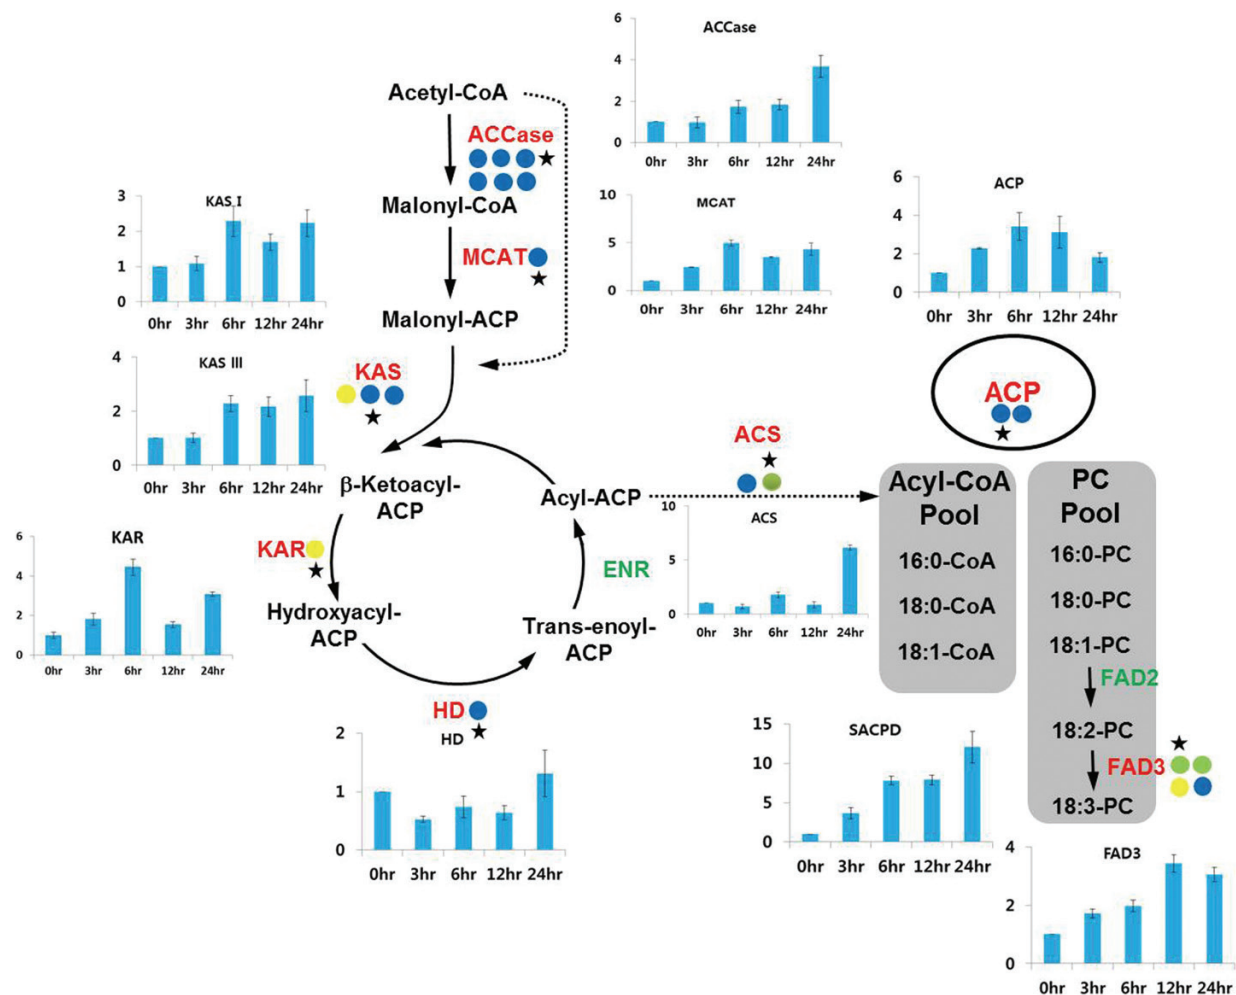 ACCase
6
4
2
0
0hr 3hr 6hr 12hr 24hr
Acetyl-CoA
ACCase
Malonyl-CoA
MCAT
Malonyl-ACP
KAS I
3
2
1
0
0hr 3hr 6hr 12hr 24hr
MCAT
10
5
0
0hr 3hr 6hr 12hr 24hr
ACP
6
4
2
0
0hr 3hr 6hr 12hr 24hr
KAS III
4
2
0
0hr 3hr 6hr 12hr 24hr
KAS
ACP
ACS
β-Ketoacyl-
ACP
Acyl-ACP
Acyl-CoA
Pool
16:0-CoA
18:0-CoA
18:1-CoA
PC
Pool
16:0-PC
18:0-PC
18:1-PC
FAD2
18:2-PC
FAD3
18:3-PC
KAR
6
4
2
0
0hr 3hr 6hr 12hr 24hr
KAR
ENR
Hydroxyacyl-
ACP
Trans-enoyl-
ACP
ACS
10
5
0
0hr 3hr 6hr 12hr 24hr
HD
HD
2
1
0
0hr 3hr 6hr 12hr 24hr
SACPD
15
10
5
0
0hr 3hr 6hr 12hr 24hr
FAD3
4
2
0
0hr 3hr 6hr 12hr 24hr